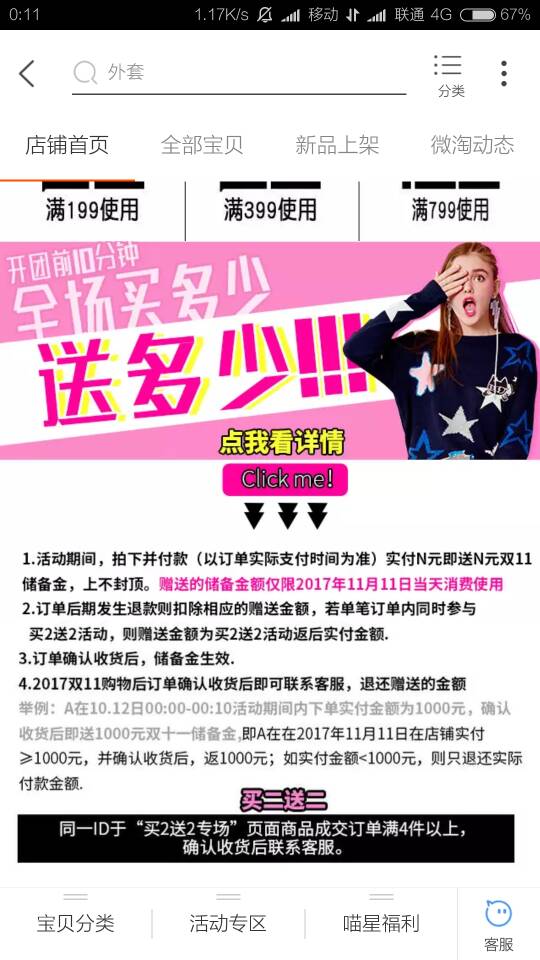 0:11 1.17K/s 移动 联通 4G 67%
外套
分类
店铺首页 全部宝贝 新品上架 微淘动态
满199使用 满399使用 满799使用
开团前10分钟
全场买多少
送多少!!!
点我看详情
Click me!
1.活动期间，拍下并付款（以订单实际支付时间为准）实付N元即送N元双11
储备金，上不封顶。赠送的储备金额仅限2017年11月11日当天消费使用
2.订单后期发生退款则扣除相应的赠送金额，若单笔订单内同时参与
买2送2活动，则赠送金额为买2送2活动返后实付金额.
3.订单确认收货后，储备金生效.
4.2017双11购物后订单确认收货后即可联系客服，退还赠送的金额
举例：A在10.12日00:00-00:10活动期间内下单实付金额为1000元，确认
收货后即送1000元双十一储备金,即A在在2017年11月11日在店铺实付
≥1000元，并确认收货后，返1000元；如实付金额<1000元，则只退还实际
付款金额.
买二送二
同一ID于“买2送2专场”页面商品成交订单满4件以上，
确认收货后联系客服。
宝贝分类 活动专区 喵星福利 客服